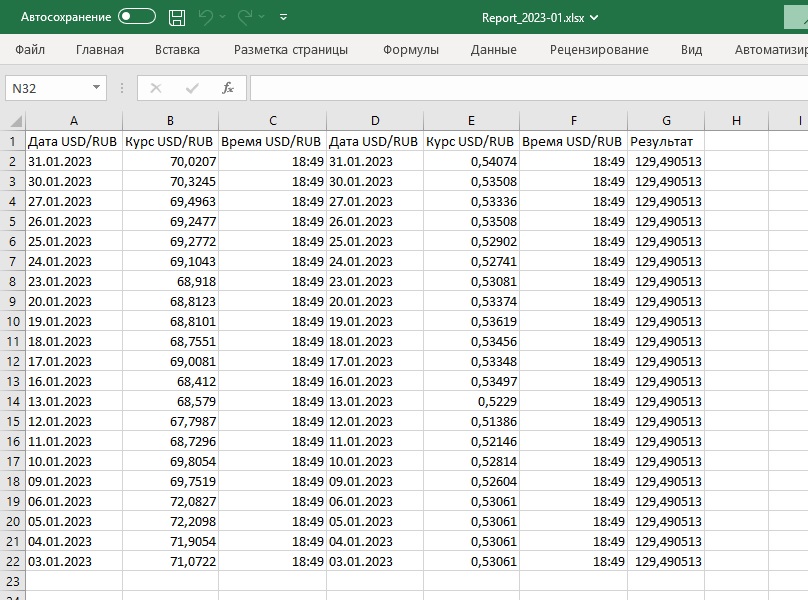 Автосохранение Report_2023-01.xlsx
Файл Главная Вставка Разметка страницы Формулы Данные Рецензирование Вид Автоматизир
N32 fx
A B C D E F G H I
1 Дата USD/RUB Курс USD/RUB Время USD/RUB Дата USD/RUB Курс USD/RUB Время USD/RUB Результат
2 31.01.2023 70,0207 18:49 31.01.2023 0,54074 18:49 129,490513
3 30.01.2023 70,3245 18:49 30.01.2023 0,53508 18:49 129,490513
4 27.01.2023 69,4963 18:49 27.01.2023 0,53336 18:49 129,490513
5 26.01.2023 69,2477 18:49 26.01.2023 0,53508 18:49 129,490513
6 25.01.2023 69,2772 18:49 25.01.2023 0,52902 18:49 129,490513
7 24.01.2023 69,1043 18:49 24.01.2023 0,52741 18:49 129,490513
8 23.01.2023 68,918 18:49 23.01.2023 0,53081 18:49 129,490513
9 20.01.2023 68,8123 18:49 20.01.2023 0,53374 18:49 129,490513
10 19.01.2023 68,8101 18:49 19.01.2023 0,53619 18:49 129,490513
11 18.01.2023 68,7551 18:49 18.01.2023 0,53456 18:49 129,490513
12 17.01.2023 69,0081 18:49 17.01.2023 0,53348 18:49 129,490513
13 16.01.2023 68,412 18:49 16.01.2023 0,53497 18:49 129,490513
14 13.01.2023 68,579 18:49 13.01.2023 0,5229 18:49 129,490513
15 12.01.2023 67,7987 18:49 12.01.2023 0,51386 18:49 129,490513
16 11.01.2023 68,7296 18:49 11.01.2023 0,52146 18:49 129,490513
17 10.01.2023 69,8054 18:49 10.01.2023 0,52814 18:49 129,490513
18 09.01.2023 69,7519 18:49 09.01.2023 0,52604 18:49 129,490513
19 06.01.2023 72,0827 18:49 06.01.2023 0,53061 18:49 129,490513
20 05.01.2023 72,2098 18:49 05.01.2023 0,53061 18:49 129,490513
21 04.01.2023 71,9054 18:49 04.01.2023 0,53061 18:49 129,490513
22 03.01.2023 71,0722 18:49 03.01.2023 0,53061 18:49 129,490513
23